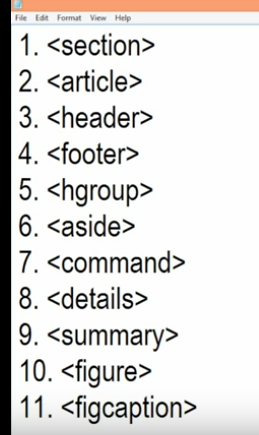 File Edit Format View Help
1. <section>
2. <article>
3. <header>
4. <footer>
5. <hgroup>
6. <aside>
7. <command>
8. <details>
9. <summary>
10. <figure>
11. <figcaption>